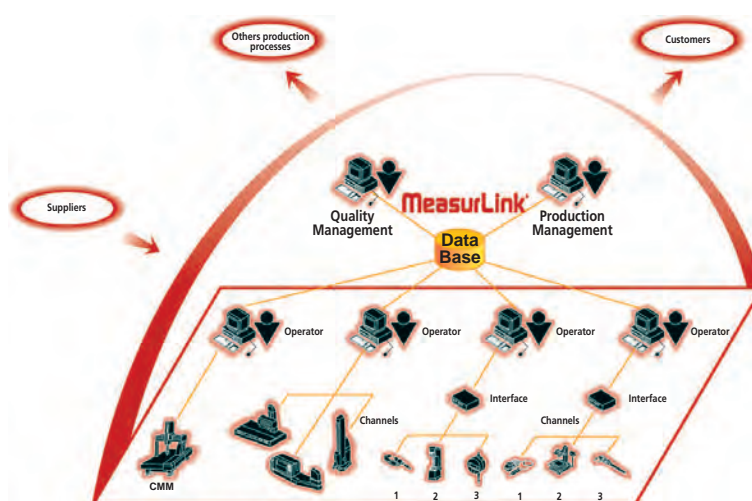 Others production
processes
Customers
Suppliers
MeasurLink®
Quality
Management
Production
Management
Data
Base
Operator
Operator
Operator
Operator
Interface
Interface
Channels
Channels
CMM
1
2
3
1
2
3